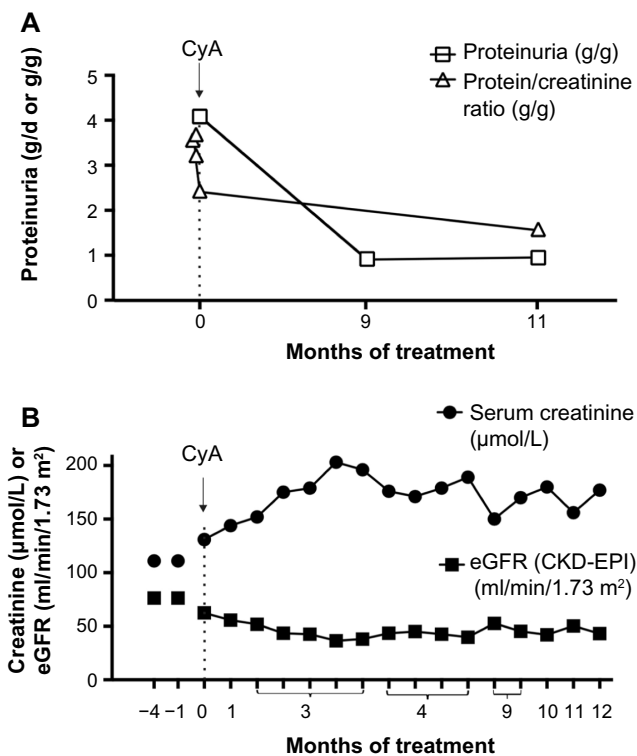 A
CyA
Proteinuria (g/g)
Protein/creatinine
ratio (g/g)
Proteinuria (g/d or g/g)
5
4
3
2
1
0
0 9 11
Months of treatment
B
CyA
Serum creatinine
(µmol/L)
eGFR (CKD-EPI)
(ml/min/1.73 m²)
Creatinine (µmol/L) or
eGFR (ml/min/1.73 m²)
200
150
100
50
0
−4 −1 0 1 3 4 9 10 11 12
Months of treatment